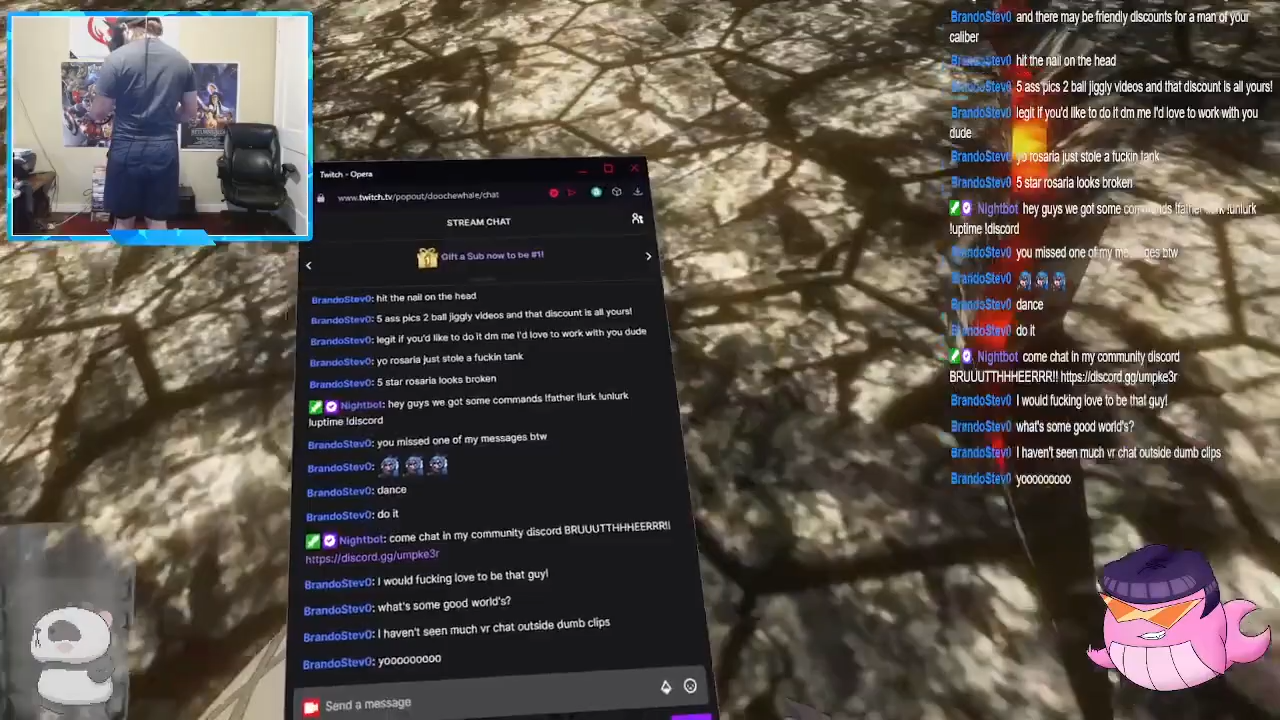 Twitch - Opera
www.twitch.tv/popout/doochewhale/chat
STREAM CHAT
Gift a Sub now to be #1!
BrandoStev0: hit the nail on the head
BrandoStev0: 5 ass pics 2 ball jiggly videos and that discount is all yours!
BrandoStev0: legit if you'd like to do it dm me I'd love to work with you dude
BrandoStev0: yo rosaria just stole a fuckin tank
BrandoStev0: 5 star rosaria looks broken
Nightbot: hey guys we got some commands !father !lurk !unlurk
!uptime !discord
BrandoStev0: you missed one of my messages btw
BrandoStev0:
BrandoStev0: dance
BrandoStev0: do it
Nightbot: come chat in my community discord BRUUUTTHHHEERRR!!
https://discord.gg/umpke3r
BrandoStev0: I would fucking love to be that guy!
BrandoStev0: what's some good world's?
BrandoStev0: I haven't seen much vr chat outside dumb clips
BrandoStev0: yooooooooo
Send a message
BrandoStev0 and there may be friendly discounts for a man of your
caliber
BrandoStev0 hit the nail on the head
BrandoStev0 5 ass pics 2 ball jiggly videos and that discount is all yours!
BrandoStev0 legit if you'd like to do it dm me I'd love to work with you
dude
BrandoStev0 yo rosaria just stole a fuckin tank
BrandoStev0 5 star rosaria looks broken
Nightbot hey guys we got some commands !father !lurk !unlurk
!uptime !discord
BrandoStev0 you missed one of my messages btw
BrandoStev0
BrandoStev0 dance
BrandoStev0 do it
Nightbot come chat in my community discord
BRUUUTTHHHEERRR!! https://discord.gg/umpke3r
BrandoStev0 I would fucking love to be that guy!
BrandoStev0 what's some good world's?
BrandoStev0 I haven't seen much vr chat outside dumb clips
BrandoStev0 yooooooooo